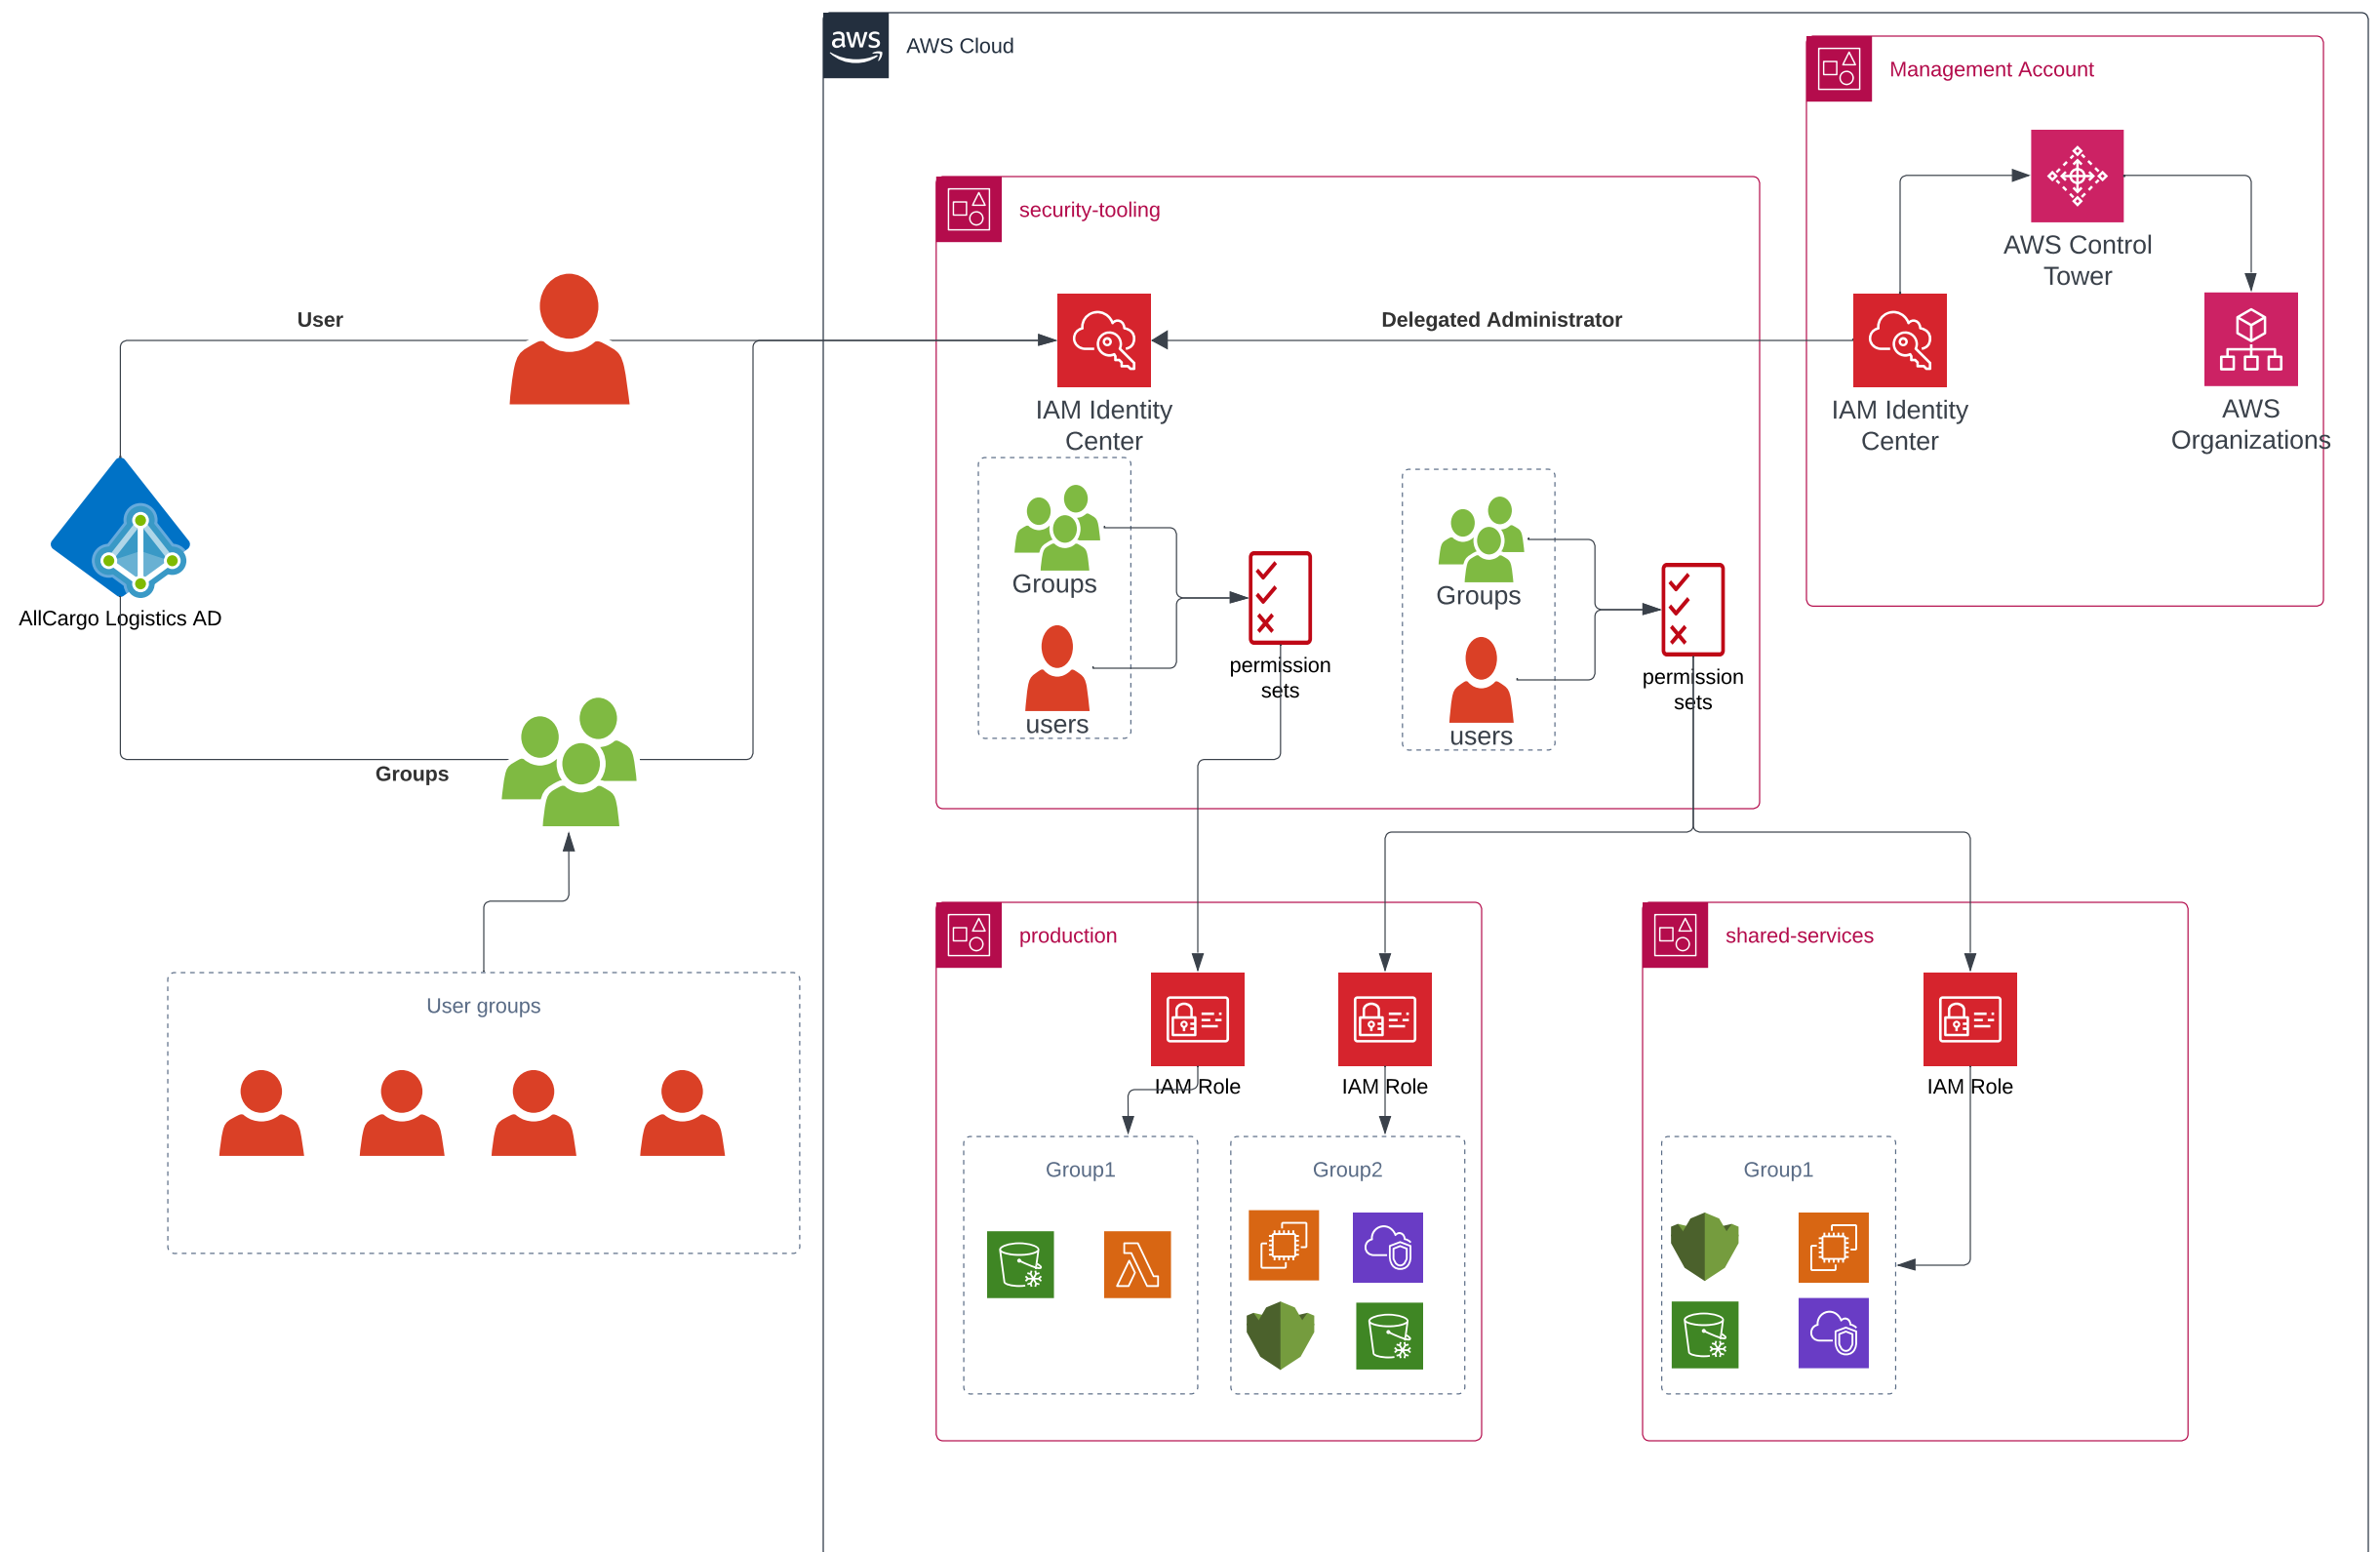 aws
AWS Cloud
Management Account
AWS Control
Tower
security-tooling
User
Delegated Administrator
IAM Identity
Center
IAM Identity
Center
AWS
Organizations
AllCargo Logistics AD
Groups
users
permission
sets
Groups
users
permission
sets
Groups
User groups
production
IAM Role
IAM Role
Group1
Group2
shared-services
IAM Role
Group1